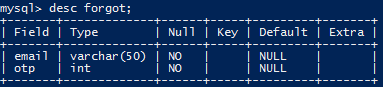 mysql> desc forgot;
+-------+-------------+------+-----+---------+-------+
| Field | Type        | Null | Key | Default | Extra |
+-------+-------------+------+-----+---------+-------+
| email | varchar(50) | NO   |     | NULL    |       |
| otp   | int         | NO   |     | NULL    |       |
+-------+-------------+------+-----+---------+-------+